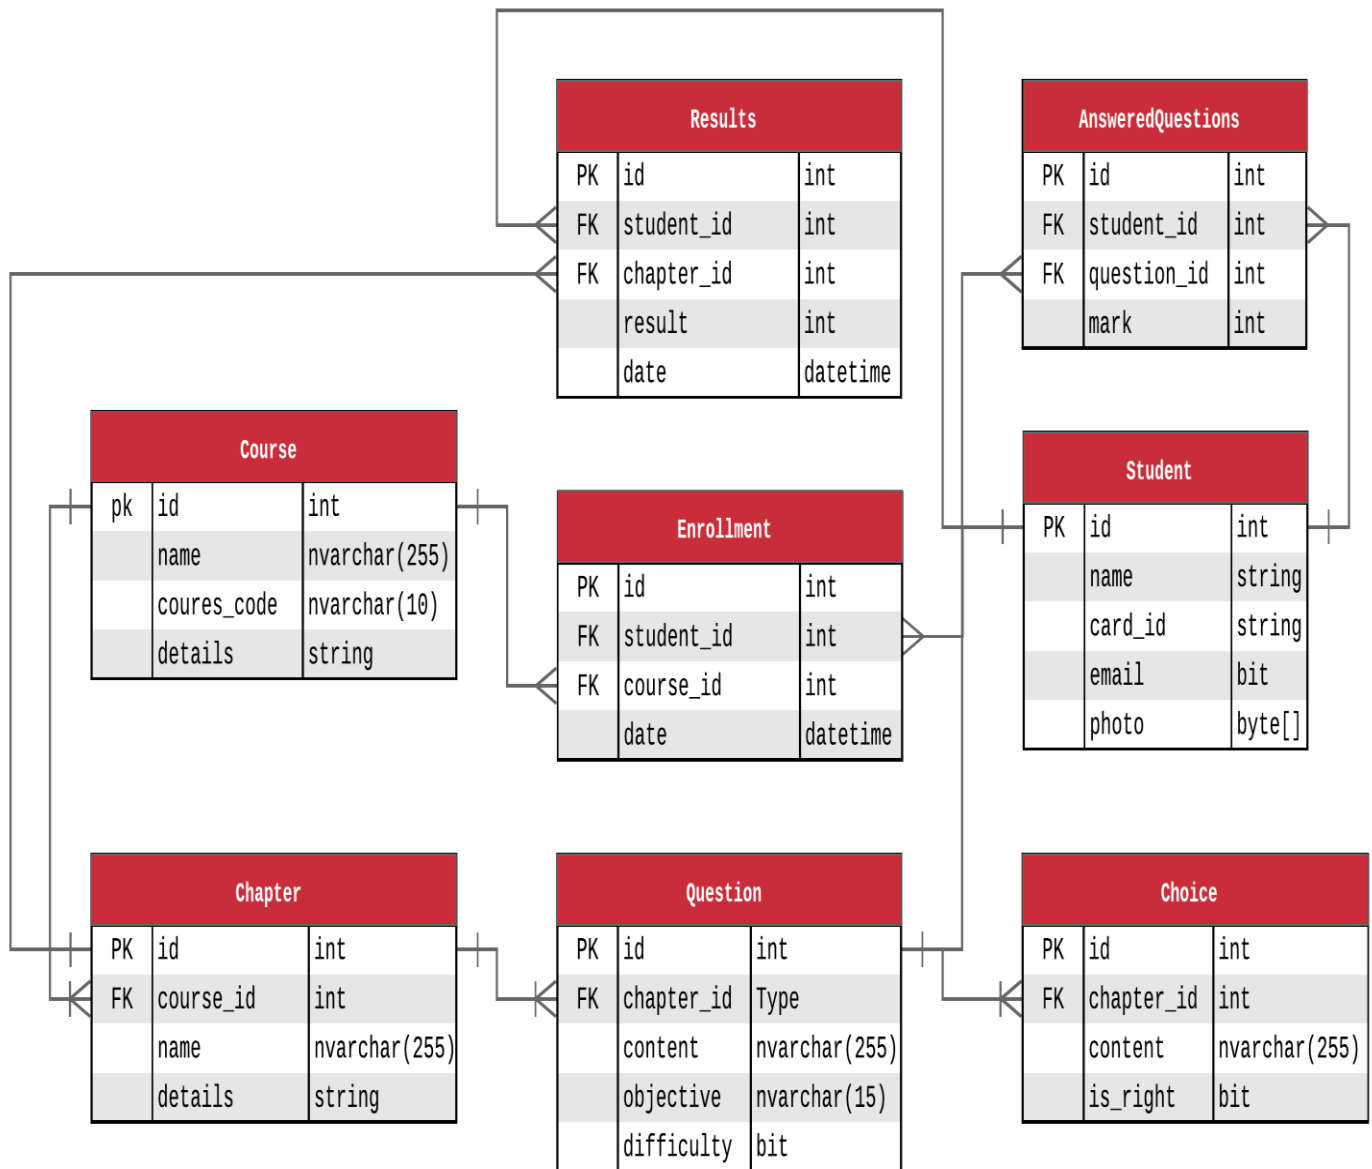 Results
PK id int
FK student_id int
FK chapter_id int
result int
date datetime
AnsweredQuestions
PK id int
FK student_id int
FK question_id int
mark int
Course
pk id int
name nvarchar(255)
coures_code nvarchar(10)
details string
Enrollment
PK id int
FK student_id int
FK course_id int
date datetime
Student
PK id int
name string
card_id string
email bit
photo byte[]
Chapter
PK id int
FK course_id int
name nvarchar(255)
details string
Question
PK id int
FK chapter_id Type
content nvarchar(255)
objective nvarchar(15)
difficulty bit
Choice
PK id int
FK chapter_id int
content nvarchar(255)
is_right bit